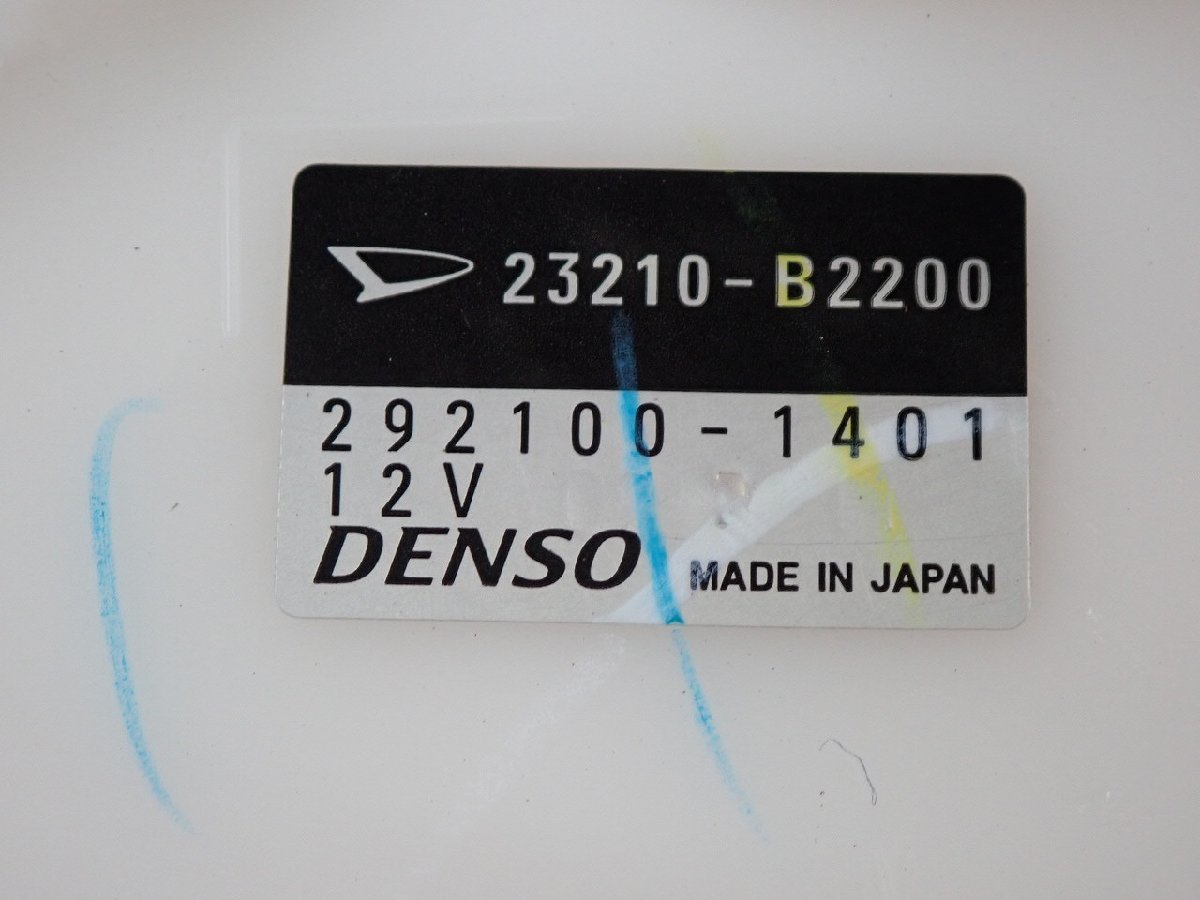 23210-B2200
292100-1401
12V
DENSO MADE IN JAPAN